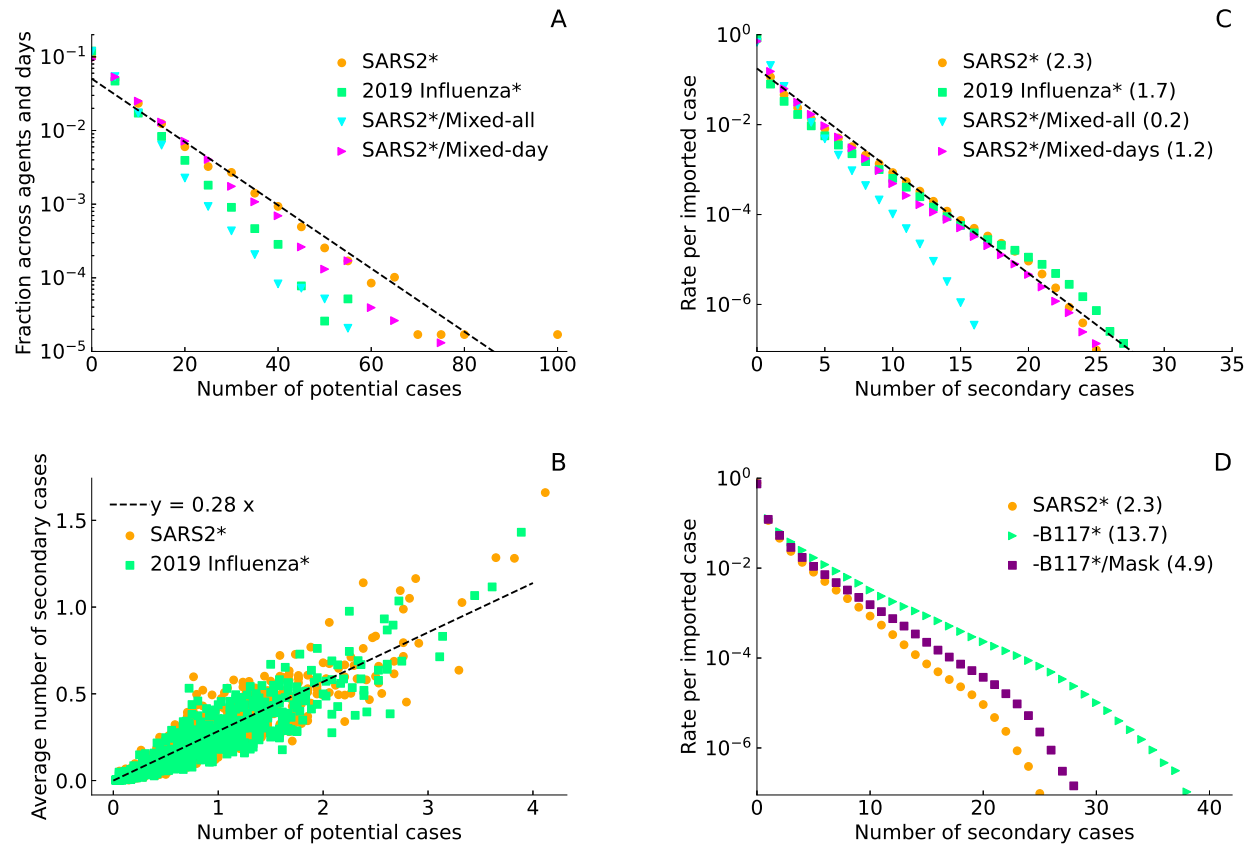 A
Fraction across agents and days
10⁻¹
10⁻²
10⁻³
10⁻⁴
10⁻⁵
SARS2*
2019 Influenza*
SARS2*/Mixed-all
SARS2*/Mixed-day
0 20 40 60 80 100
Number of potential cases
C
Rate per imported case
10⁰
10⁻²
10⁻⁴
10⁻⁶
SARS2* (2.3)
2019 Influenza* (1.7)
SARS2*/Mixed-all (0.2)
SARS2*/Mixed-days (1.2)
0 5 10 15 20 25 30 35
Number of secondary cases
B
Average number of secondary cases
1.5
1.0
0.5
0.0
y = 0.28 x
SARS2*
2019 Influenza*
0 1 2 3 4
Number of potential cases
D
Rate per imported case
10⁰
10⁻²
10⁻⁴
10⁻⁶
SARS2* (2.3)
-B117* (13.7)
-B117*/Mask (4.9)
0 10 20 30 40
Number of secondary cases